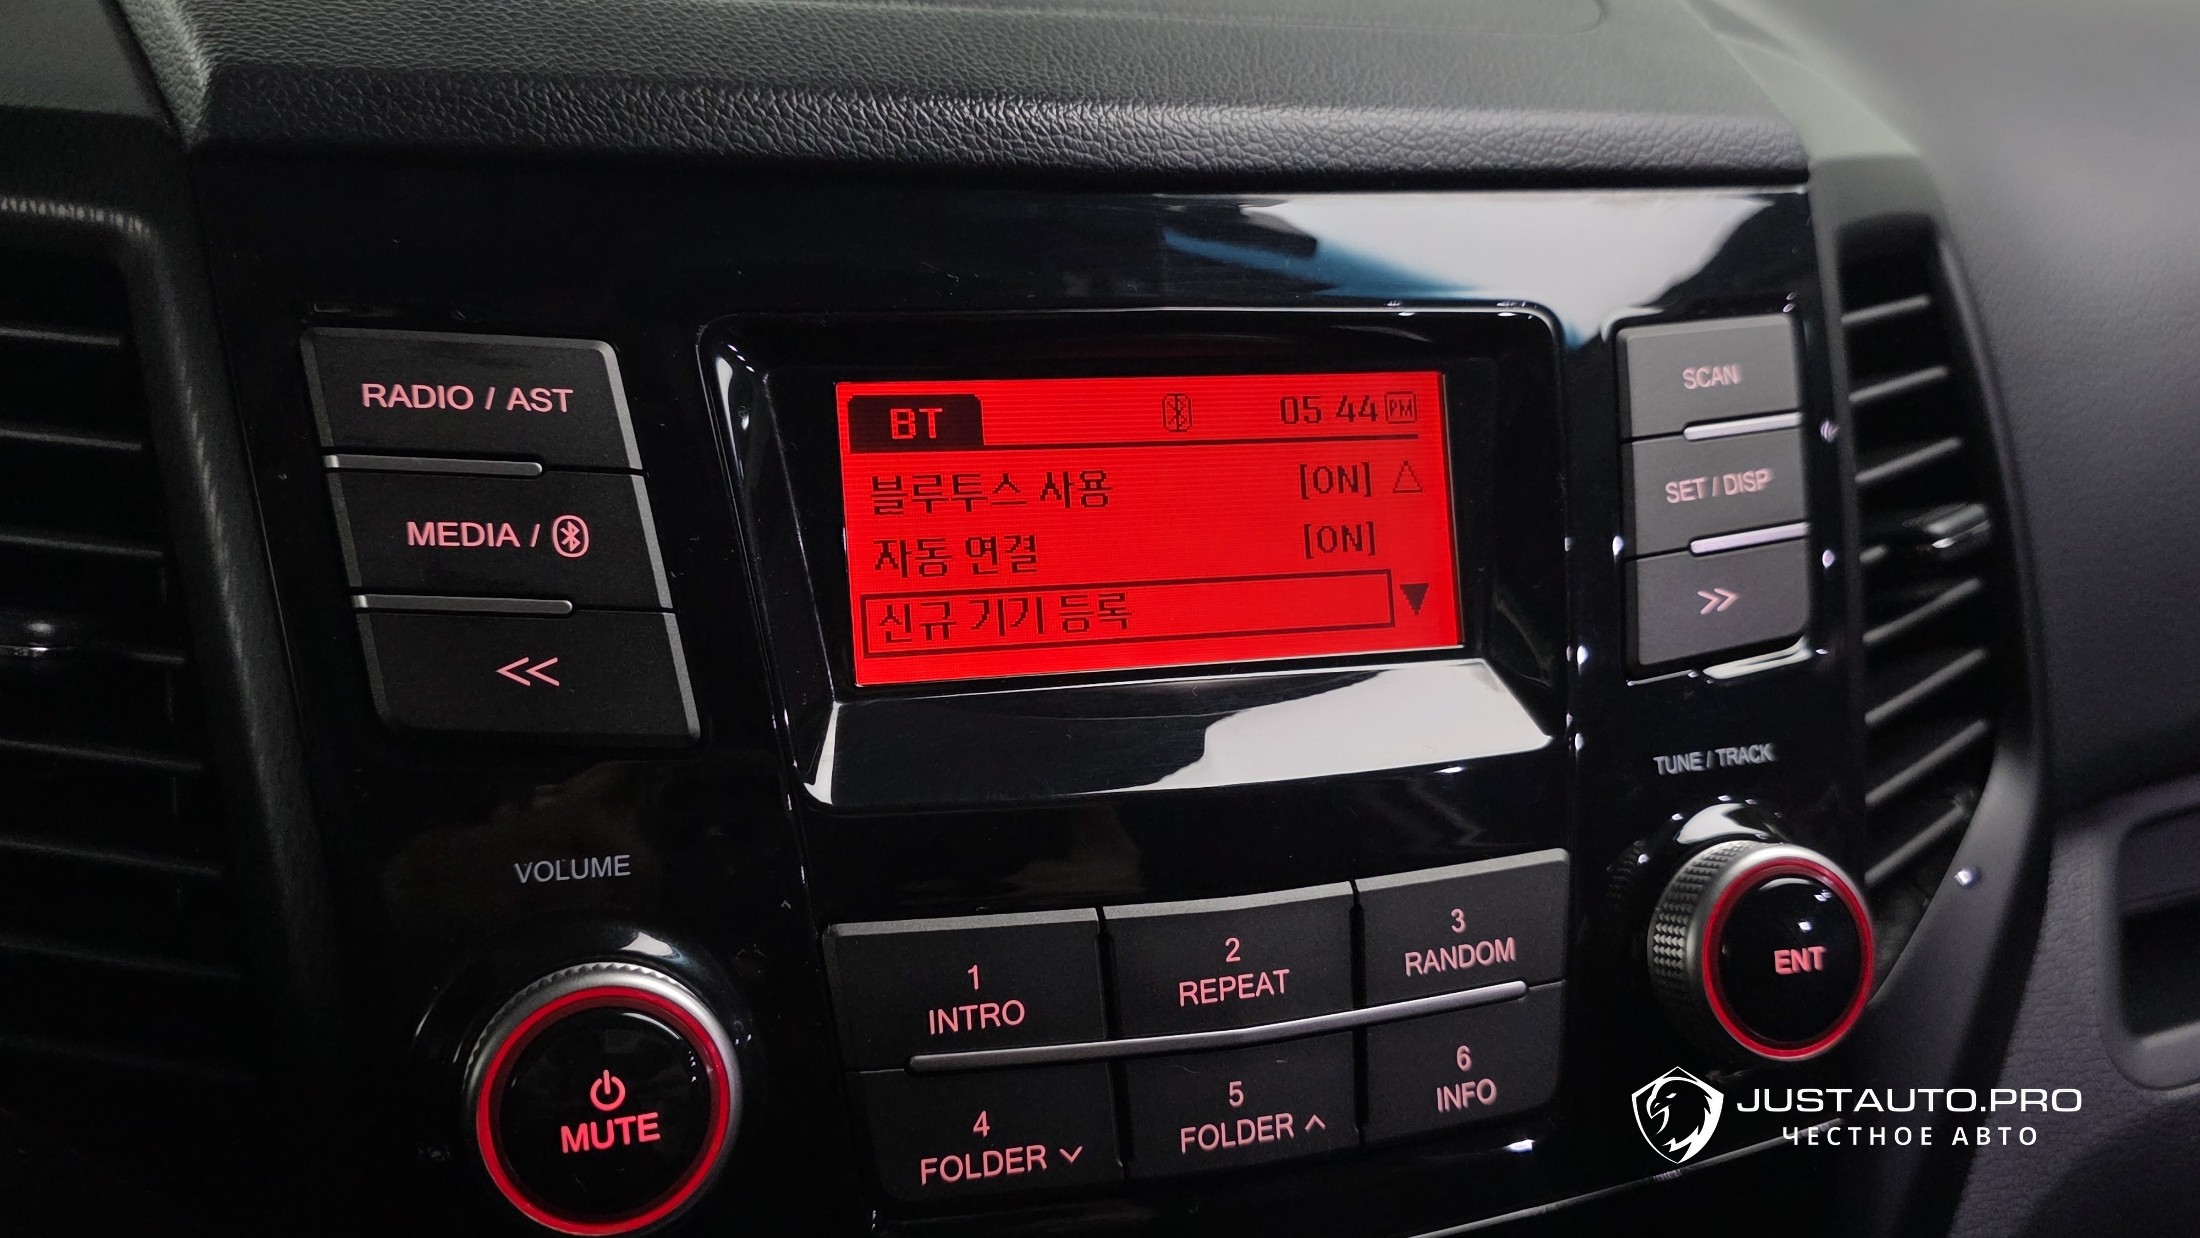 RADIO / AST
MEDIA /
<<
VOLUME
MUTE
BT 05 44 PM
블루투스 사용 [ON]
자동 연결 [ON]
신규 기기 등록
SCAN
SET / DISP
>>
TUNE / TRACK
ENT
1
INTRO
2
REPEAT
3
RANDOM
4
FOLDER
5
FOLDER
6
INFO
JUSTAUTO.PRO
ЧЕСТНОЕ АВТО